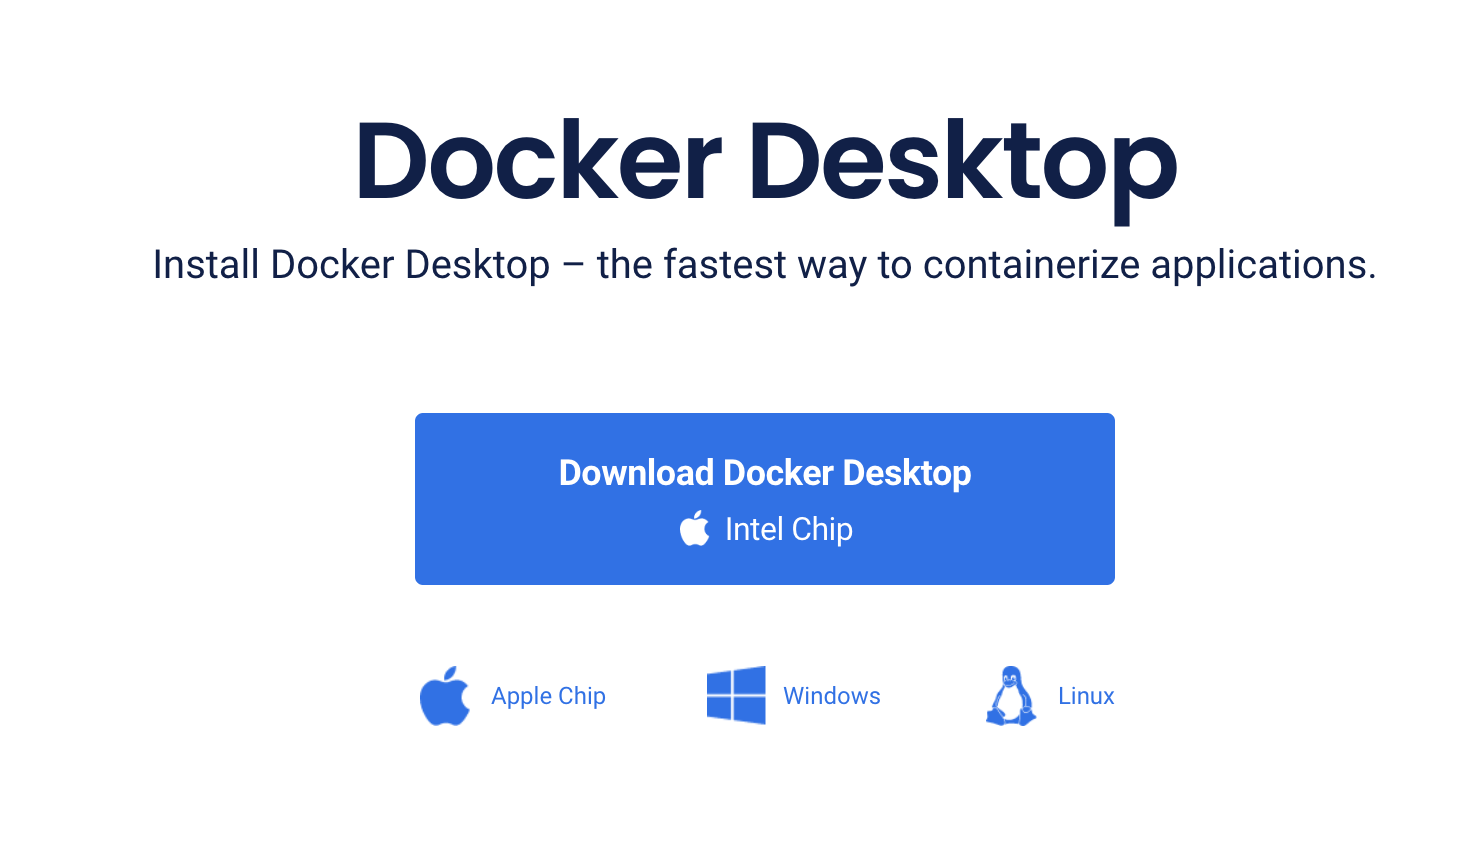 Docker Desktop
Install Docker Desktop – the fastest way to containerize applications.
Download Docker Desktop
Intel Chip
Apple Chip
Windows
Linux